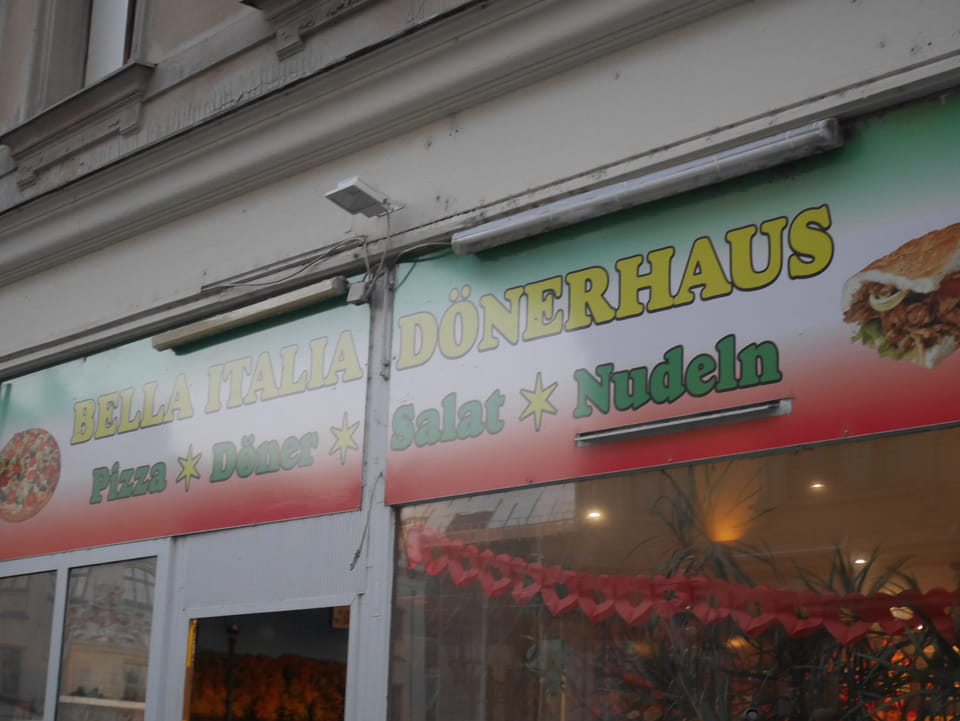 BELLA ITALIA DÖNERHAUS
Pizza ✶ Döner ✶ Salat ✶ Nudeln